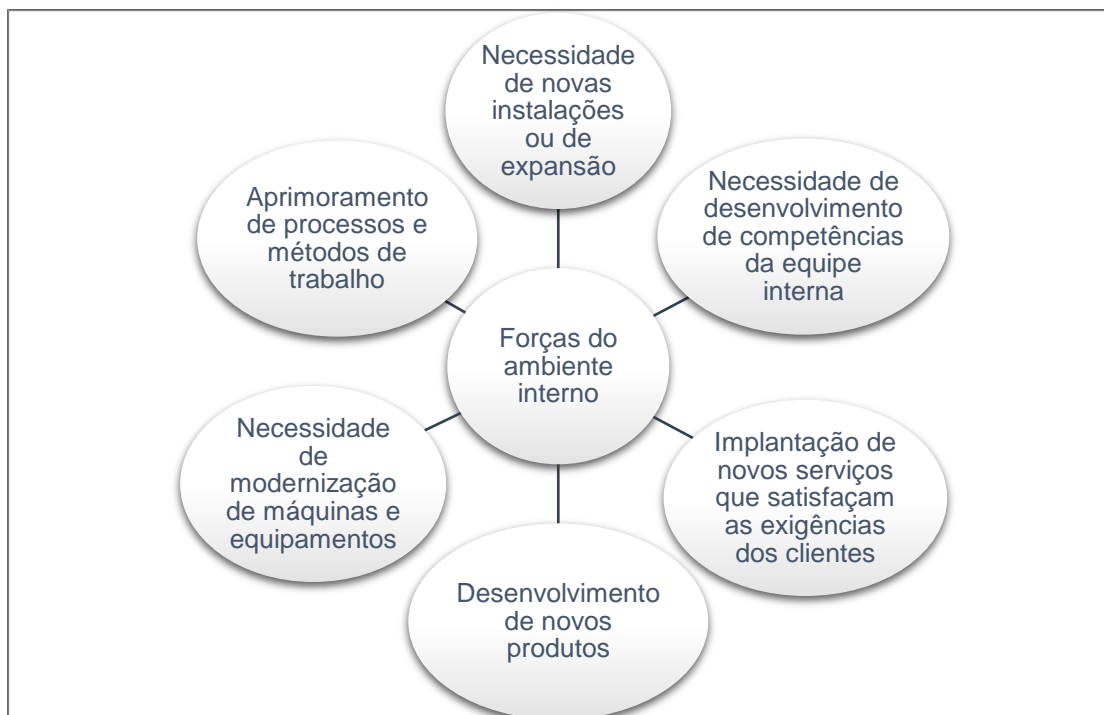 Necessidade
de novas
instalações
ou de
expansão
Necessidade de
desenvolvimento
de competências
da equipe
interna
Implantação de
novos serviços
que satisfaçam
as exigências
dos clientes
Desenvolvimento
de novos
produtos
Necessidade
de
modernização
de máquinas e
equipamentos
Aprimoramento
de processos e
métodos de
trabalho
Forças do
ambiente
interno